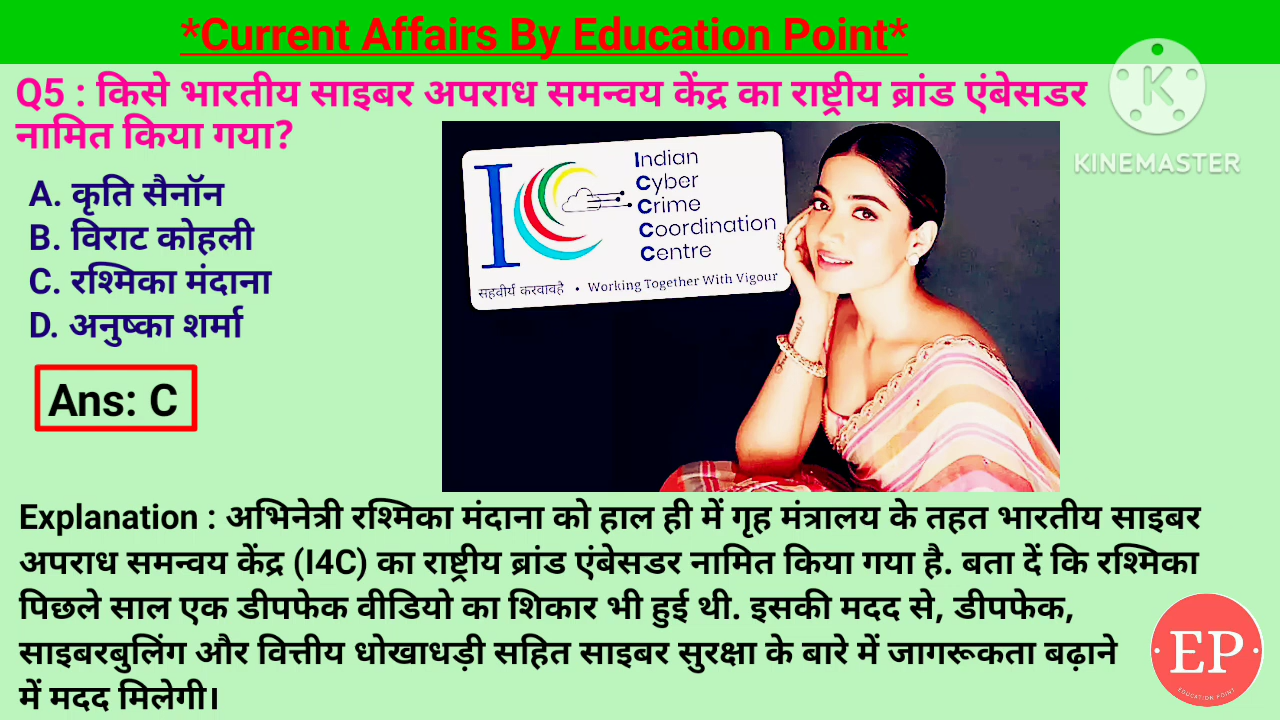 *Current Affairs By Education Point*
Q5 : किसे भारतीय साइबर अपराध समन्वय केंद्र का राष्ट्रीय ब्रांड एंबेसडर
नामित किया गया?
K
KINEMASTER
A. कृति सैनॉन
B. विराट कोहली
C. रश्मिका मंदाना
D. अनुष्का शर्मा
Ans: C
Indian
Cyber
Crime
Coordination
Centre
सहवीर्यं करवावहै • Working Together With Vigour
Explanation : अभिनेत्री रश्मिका मंदाना को हाल ही में गृह मंत्रालय के तहत भारतीय साइबर
अपराध समन्वय केंद्र (I4C) का राष्ट्रीय ब्रांड एंबेसडर नामित किया गया है. बता दें कि रश्मिका
पिछले साल एक डीपफेक वीडियो का शिकार भी हुई थी. इसकी मदद से, डीपफेक,
साइबरबुलिंग और वित्तीय धोखाधड़ी सहित साइबर सुरक्षा के बारे में जागरूकता बढ़ाने
में मदद मिलेगी।
EP
EDUCATION POINT